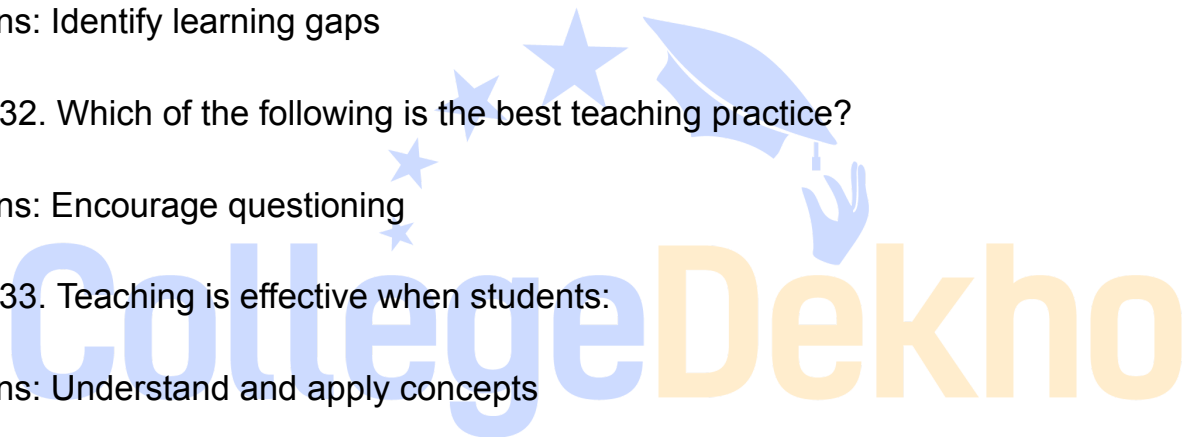 ns: Identify learning gaps
32. Which of the following is the best teaching practice?
ns: Encourage questioning
33. Teaching is effective when students:
ns: Understand and apply concepts
CollegeDekho